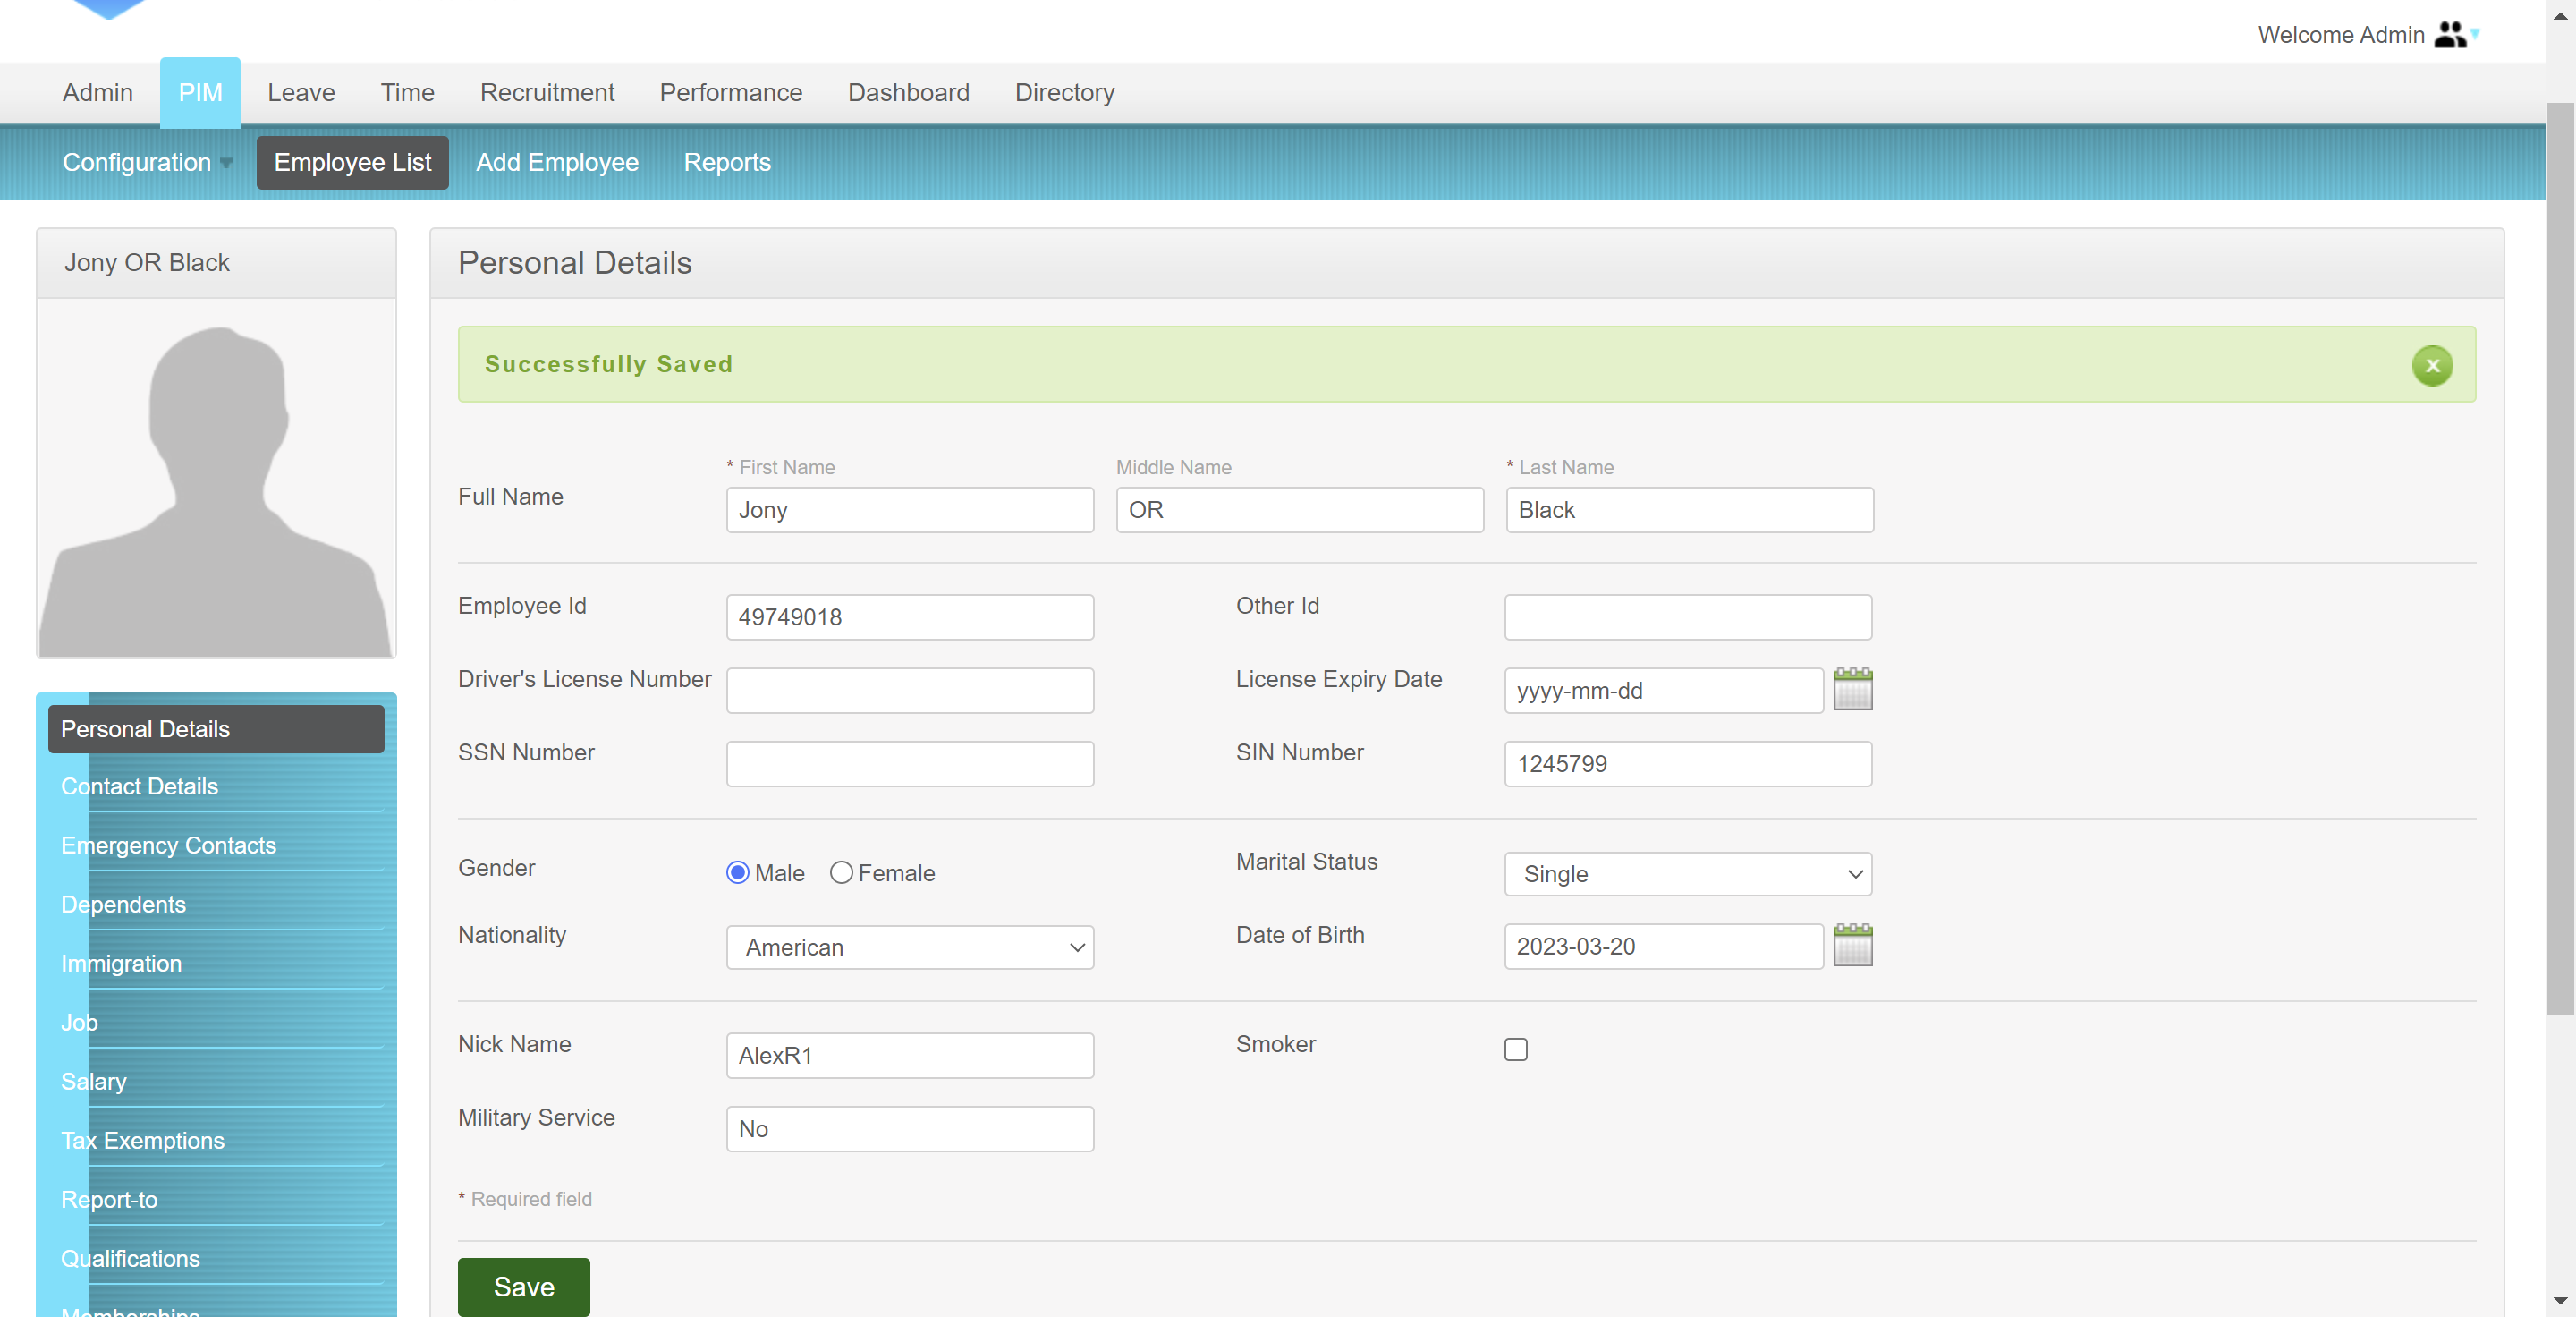 Welcome Admin
Admin PIM Leave Time Recruitment Performance Dashboard Directory
Configuration Employee List Add Employee Reports
Jony OR Black
Personal Details
Successfully Saved
* First Name Middle Name * Last Name
Full Name Jony OR Black
Employee Id 49749018 Other Id
Driver's License Number License Expiry Date yyyy-mm-dd
SSN Number SIN Number 1245799
Gender Male Female Marital Status Single
Nationality American Date of Birth 2023-03-20
Nick Name AlexR1 Smoker
Military Service No
* Required field
Save
Personal Details
Contact Details
Emergency Contacts
Dependents
Immigration
Job
Salary
Tax Exemptions
Report-to
Qualifications
Memberships